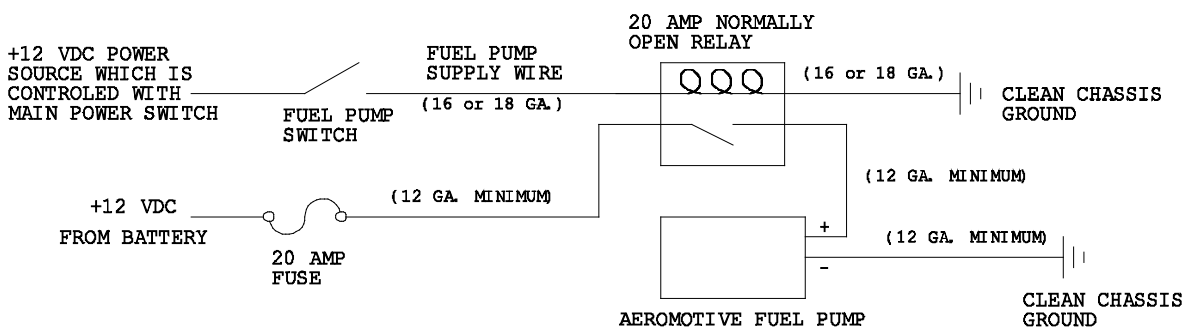 20 AMP NORMALLY
OPEN RELAY
+12 VDC POWER
SOURCE WHICH IS
CONTROLED WITH
MAIN POWER SWITCH
FUEL PUMP
SUPPLY WIRE
(16 or 18 GA.)
(16 or 18 GA.)
CLEAN CHASSIS
GROUND
FUEL PUMP
SWITCH
(12 GA. MINIMUM)
(12 GA. MINIMUM)
+12 VDC
FROM BATTERY
20 AMP
FUSE
+
-
(12 GA. MINIMUM)
CLEAN CHASSIS
GROUND
AEROMOTIVE FUEL PUMP